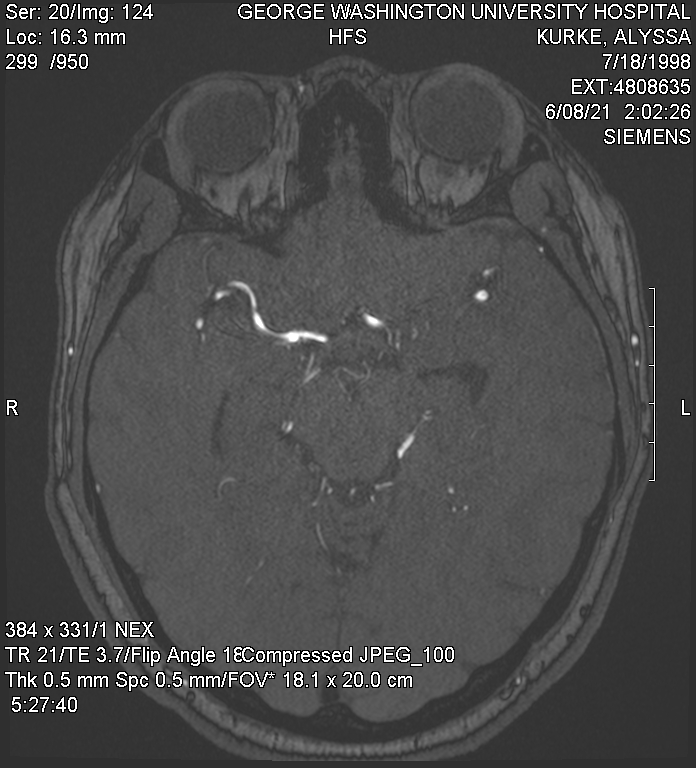 Ser: 20/Img: 124
Loc: 16.3 mm
299 /950
HFS
GEORGE WASHINGTON UNIVERSITY HOSPITAL
KURKE, ALYSSA
7/18/1998
EXT:4808635
6/08/21 2:02:26
SIEMENS
R
L
384 x 331/1 NEX
TR 21/TE 3.7/Flip Angle 18Compressed JPEG_100
Thk 0.5 mm Spc 0.5 mm/FOV* 18.1 x 20.0 cm
5:27:40